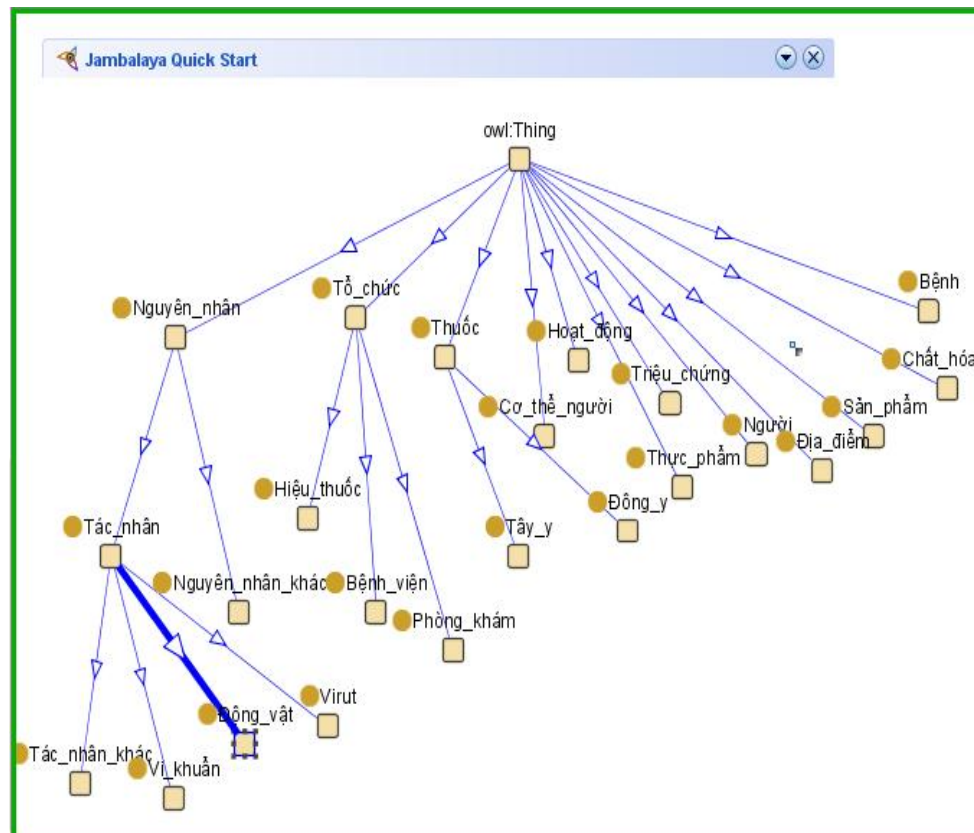 Jambalaya Quick Start
owl:Thing
Bệnh
Tổ_chức
Nguyên_nhân
Thuốc
Hoạt_động
Chất_hóa
Triệu_chứng
Cơ_thể_người
Sản_phẩm
Người
Địa_điểm
Thực_phẩm
Hiệu_thuốc
Đông_y
Tây_y
Tác_nhân
Nguyên_nhân_khác
Bệnh_viện
Phòng_khám
Virut
Động_vật
Tác_nhân_khác
Vi_khuẩn